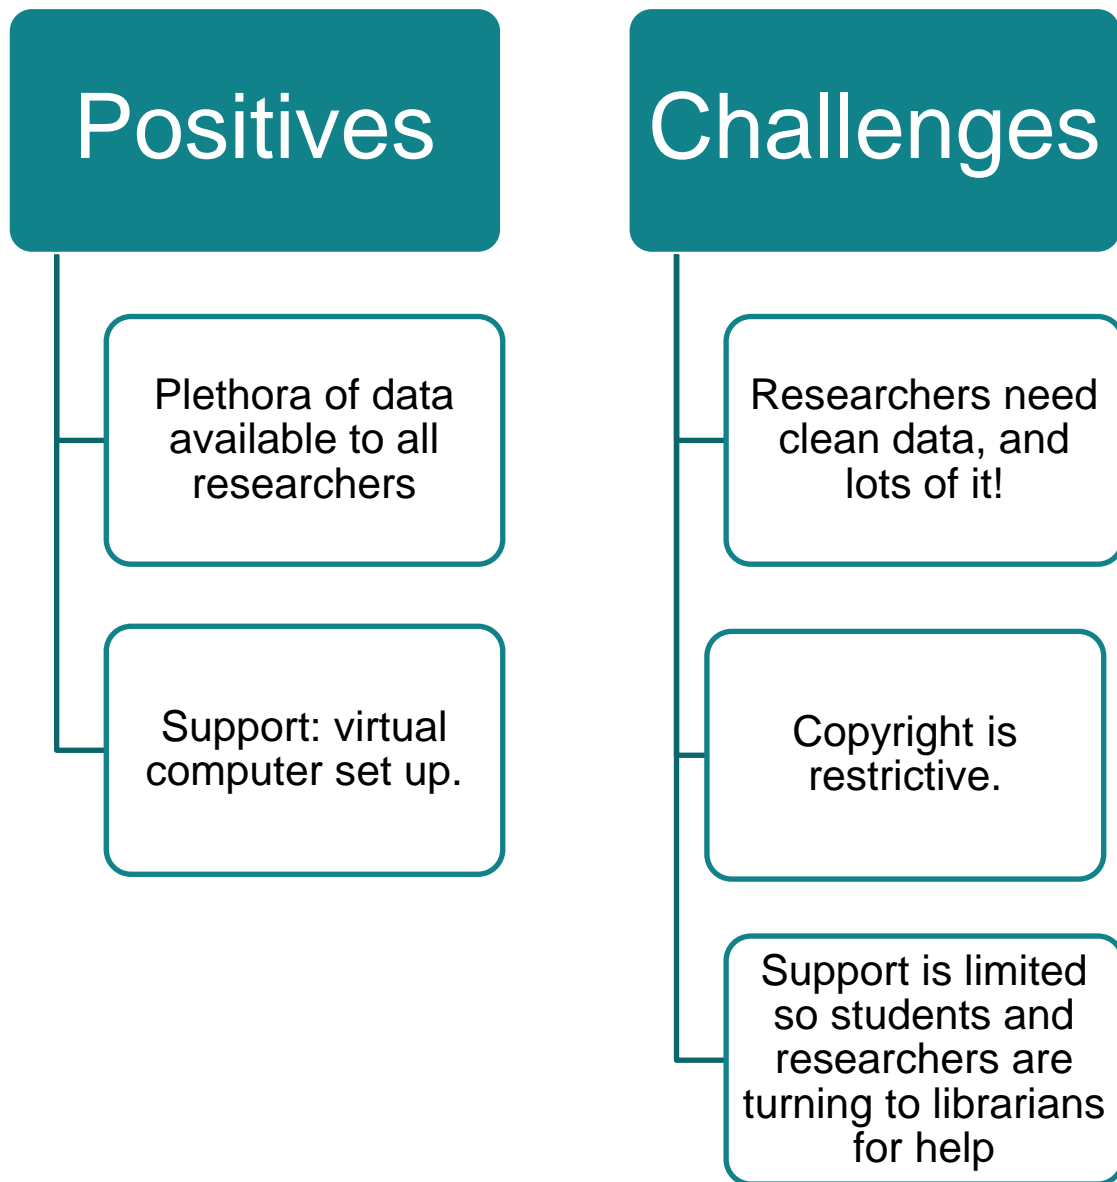 Positives
Plethora of data
available to all
researchers
Support: virtual
computer set up.
Challenges
Researchers need
clean data, and
lots of it!
Copyright is
restrictive.
Support is limited
so students and
researchers are
turning to librarians
for help